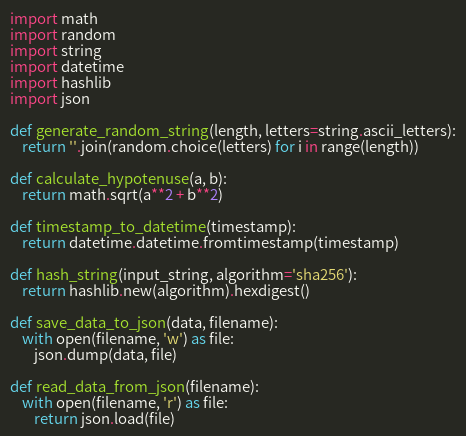 import math
import random
import string
import datetime
import hashlib
import json

def generate_random_string(length, letters=string.ascii_letters):
    return ''.join(random.choice(letters) for i in range(length))

def calculate_hypotenuse(a, b):
    return math.sqrt(a**2 + b**2)

def timestamp_to_datetime(timestamp):
    return datetime.datetime.fromtimestamp(timestamp)

def hash_string(input_string, algorithm='sha256'):
    return hashlib.new(algorithm).hexdigest()

def save_data_to_json(data, filename):
    with open(filename, 'w') as file:
        json.dump(data, file)

def read_data_from_json(filename):
    with open(filename, 'r') as file:
        return json.load(file)